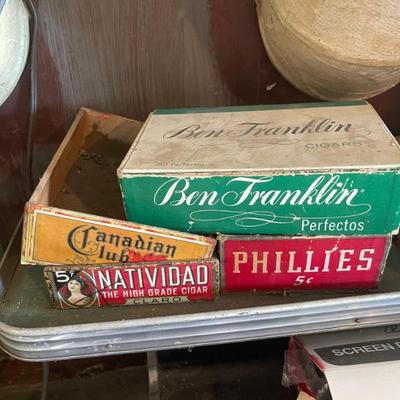 Ben Franklin
CIGARS
50 Perfectos
Ben Franklin
Perfectos
Canadian
Club
5¢ NATIVIDAD
THE HIGH GRADE CIGAR
CLARO
PHILLIES
5¢
SCREEN